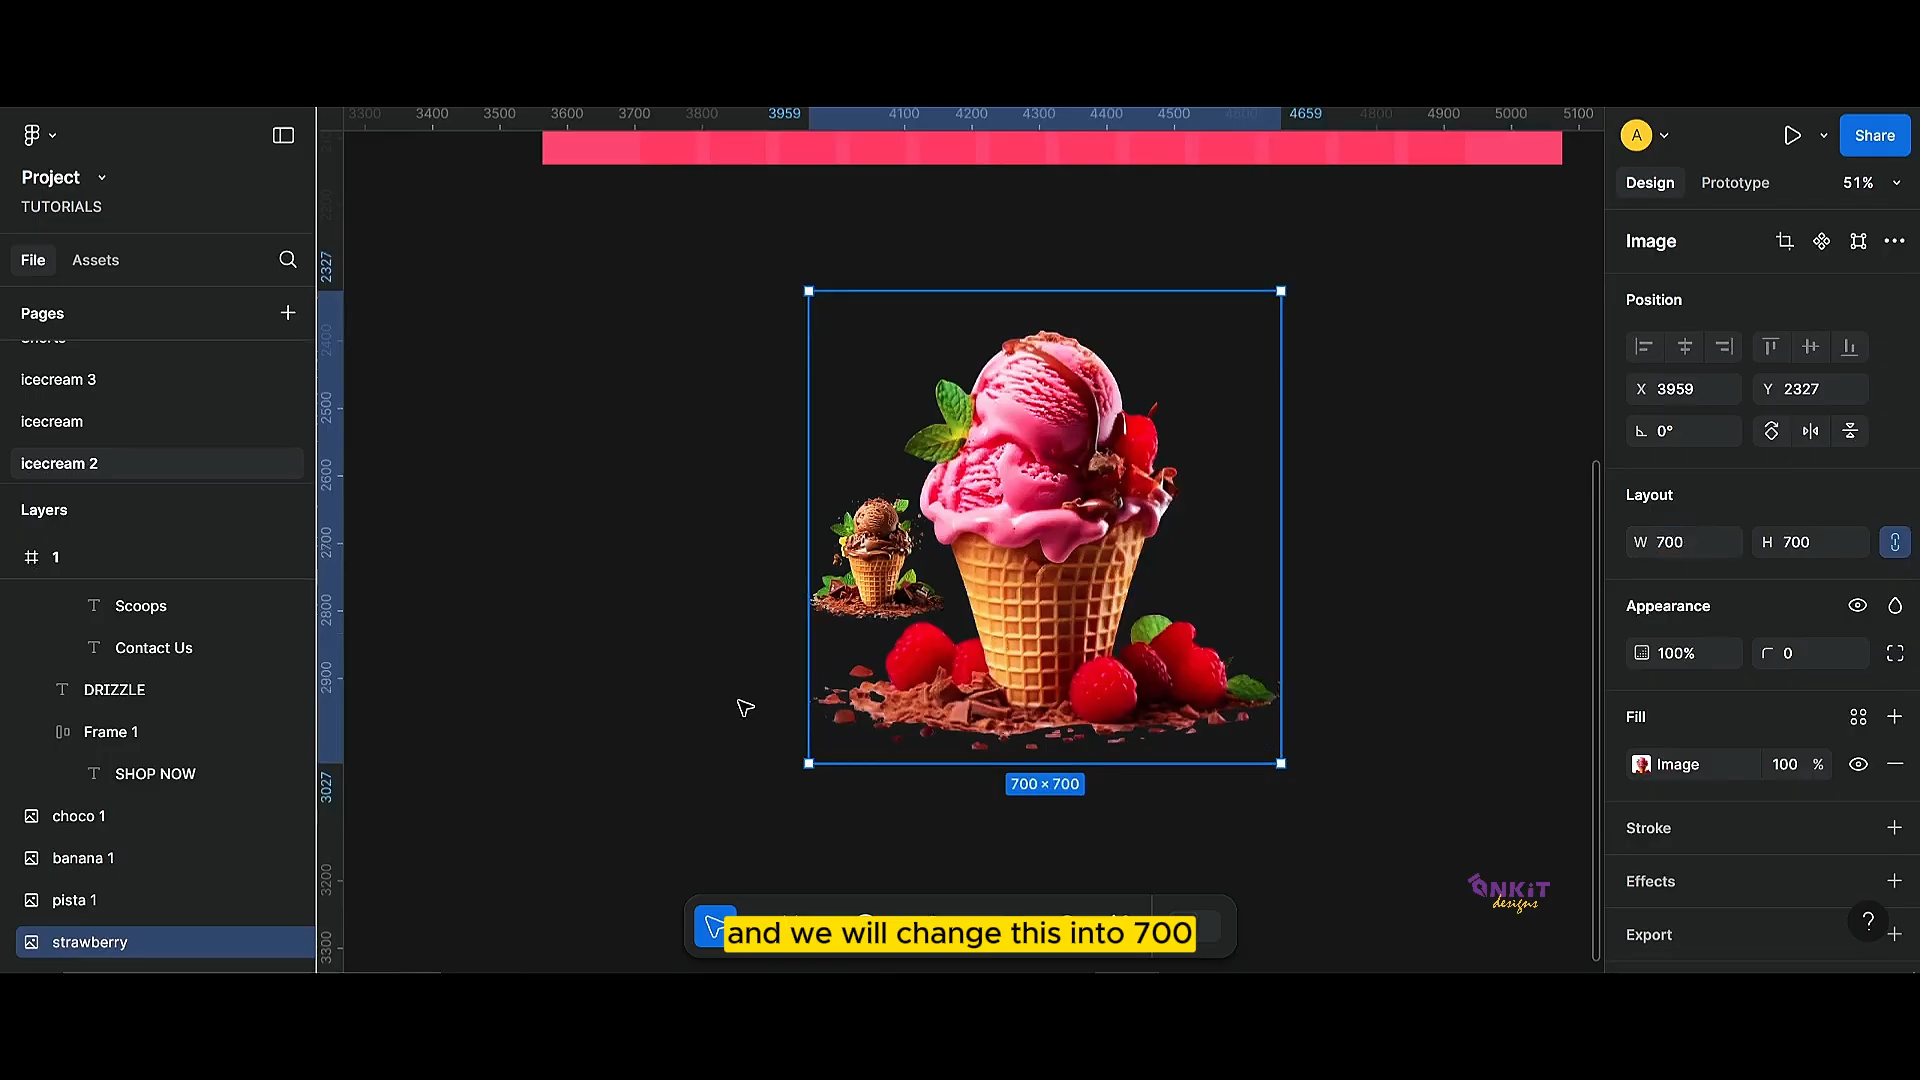 3300 3400 3500 3600 3700 3800 3959 4100 4200 4300 4400 4500 4600 4659 4800 4900 5000 5100
A
Share
Project
TUTORIALS
Design
Prototype
51%
File
Assets
Image
Pages
Position
icecream 3
icecream
icecream 2
X 3959
Y 2327
0°
Layers
Layout
1
W 700
H 700
Scoops
Contact Us
DRIZZLE
Frame 1
SHOP NOW
choco 1
banana 1
pista 1
strawberry
Appearance
100%
0
Fill
Image
100 %
Stroke
Effects
Export
?
2200
2327
2400
2500
2600
2700
2800
2900
3027
3200
3300
700 × 700
ANKiT
designs
and we will change this into 700